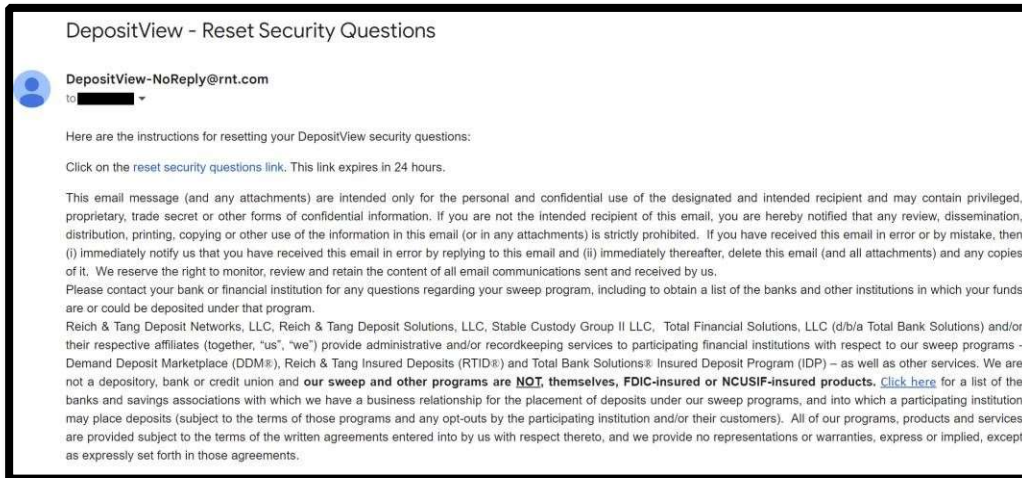 DepositView - Reset Security Questions
DepositView-NoReply@rnt.com
to
Here are the instructions for resetting your DepositView security questions:
Click on the reset security questions link. This link expires in 24 hours.
This email message (and any attachments) are intended only for the personal and confidential use of the designated and intended recipient and may contain privileged,
proprietary, trade secret or other forms of confidential information. If you are not the intended recipient of this email, you are hereby notified that any review, dissemination,
distribution, printing, copying or other use of the information in this email (or in any attachments) is strictly prohibited. If you have received this email in error or by mistake, then
(i) immediately notify us that you have received this email in error by replying to this email and (ii) immediately thereafter, delete this email (and all attachments) and any copies
of it. We reserve the right to monitor, review and retain the content of all email communications sent and received by us.
Please contact your bank or financial institution for any questions regarding your sweep program, including to obtain a list of the banks and other institutions in which your funds
are or could be deposited under that program.
Reich & Tang Deposit Networks, LLC, Reich & Tang Deposit Solutions, LLC, Stable Custody Group II LLC, Total Financial Solutions, LLC (d/b/a Total Bank Solutions) and/or
their respective affiliates (together, “us”, “we”) provide administrative and/or recordkeeping services to participating financial institutions with respect to our sweep programs -
Demand Deposit Marketplace (DDM®), Reich & Tang Insured Deposits (RTID®) and Total Bank Solutions® Insured Deposit Program (IDP) – as well as other services. We are
not a depository, bank or credit union and our sweep and other programs are NOT, themselves, FDIC-insured or NCUSIF-insured products. Click here for a list of the
banks and savings associations with which we have a business relationship for the placement of deposits under our sweep programs, and into which a participating institution
may place deposits (subject to the terms of those programs and any opt-outs by the participating institution and/or their customers). All of our programs, products and services
are provided subject to the terms of the written agreements entered into by us with respect thereto, and we provide no representations or warranties, express or implied, except
as expressly set forth in those agreements.